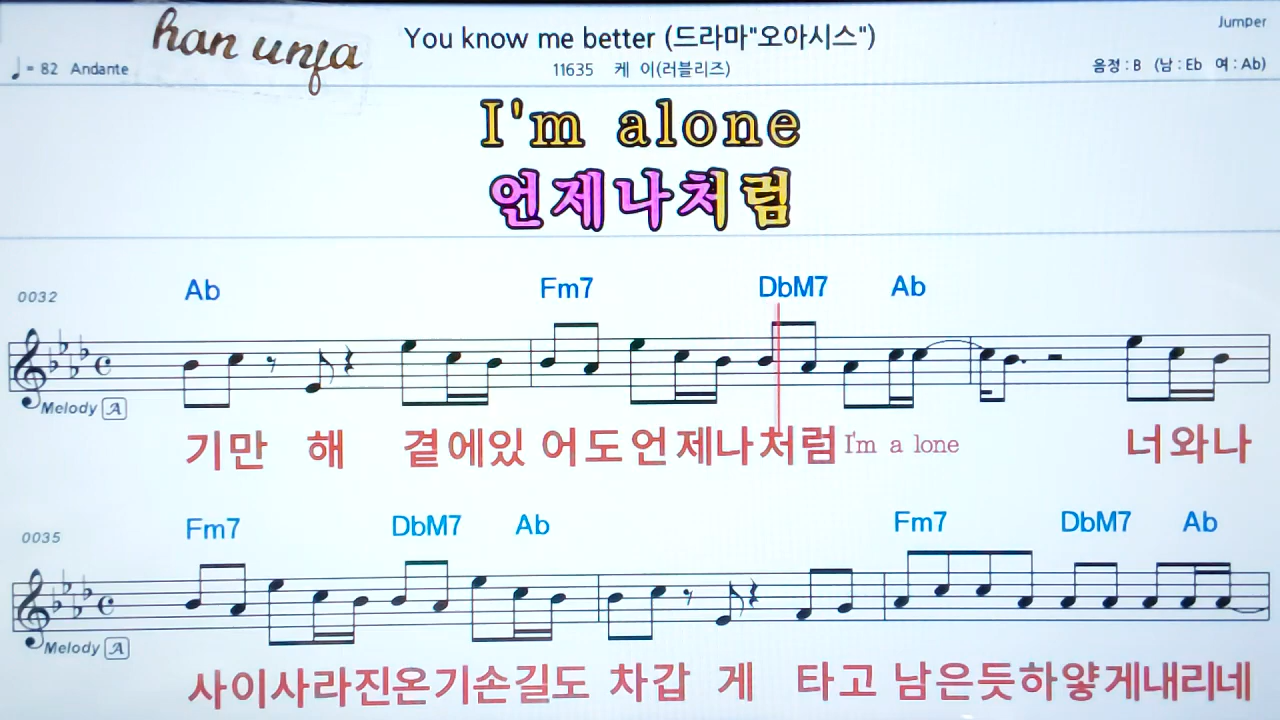 han unja
You know me better (드라마"오아시스")
Jumper
♩= 82 Andante
11635 케 이(러블리즈)
음정 : B (남 : Eb 여 : Ab)
I'm alone
언제나처럼
0032
Ab Fm7 DbM7 Ab
Melody A
기만 해 곁에있 어도언제나처럼 I'm a lone 너와나
0035
Fm7 DbM7 Ab Fm7 DbM7 Ab
Melody A
사이사라진온기손길도 차갑 게 타고 남은듯하얗게내리네